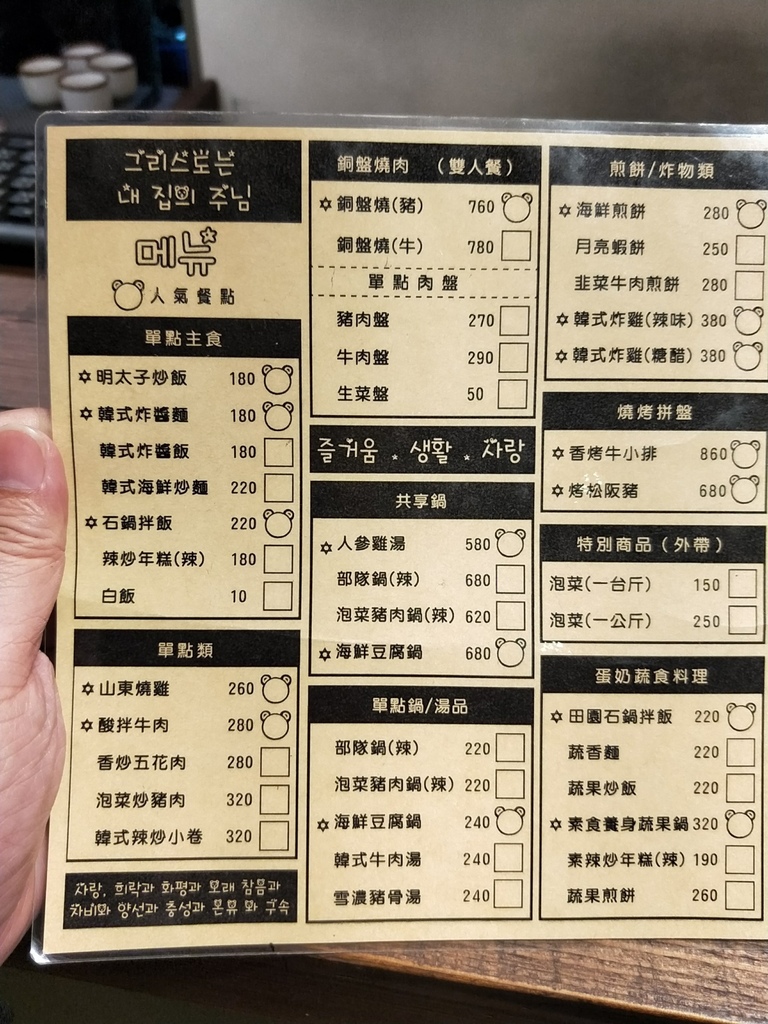 그리스도는
내 집의 주님
메뉴
人氣餐點
單點主食
✡明太子炒飯 180
✡韓式炸醬麵 180
韓式炸醬飯 180
韓式海鮮炒麵 220
✡石鍋拌飯 220
辣炒年糕(辣) 180
白飯 10
單點類
✡山東燒雞 260
✡酸拌牛肉 280
香炒五花肉 280
泡菜炒豬肉 320
韓式辣炒小卷 320
사랑, 희락과 화평과 오래 참음과
자비와 양선과 충성과 온유 와 구속
銅盤燒肉 (雙人餐)
✡銅盤燒(豬) 760
銅盤燒(牛) 780
單點肉盤
豬肉盤 270
牛肉盤 290
生菜盤 50
즐거움 . 생활 . 사랑
共享鍋
✡人參雞湯 580
部隊鍋(辣) 680
泡菜豬肉鍋(辣) 620
✡海鮮豆腐鍋 680
單點鍋/湯品
部隊鍋(辣) 220
泡菜豬肉鍋(辣) 220
✡海鮮豆腐鍋 240
韓式牛肉湯 240
雪濃豬骨湯 240
煎餅/炸物類
✡海鮮煎餅 280
月亮蝦餅 250
韭菜牛肉煎餅 280
✡韓式炸雞(辣味) 380
✡韓式炸雞(糖醋) 380
燒烤拼盤
✡香烤牛小排 860
✡烤松阪豬 680
特別商品(外帶)
泡菜(一台斤) 150
泡菜(一公斤) 250
蛋奶蔬食料理
✡田園石鍋拌飯 220
蔬香麵 220
蔬果炒飯 220
✡素食養身蔬果鍋 320
素辣炒年糕(辣) 190
蔬果煎餅 260